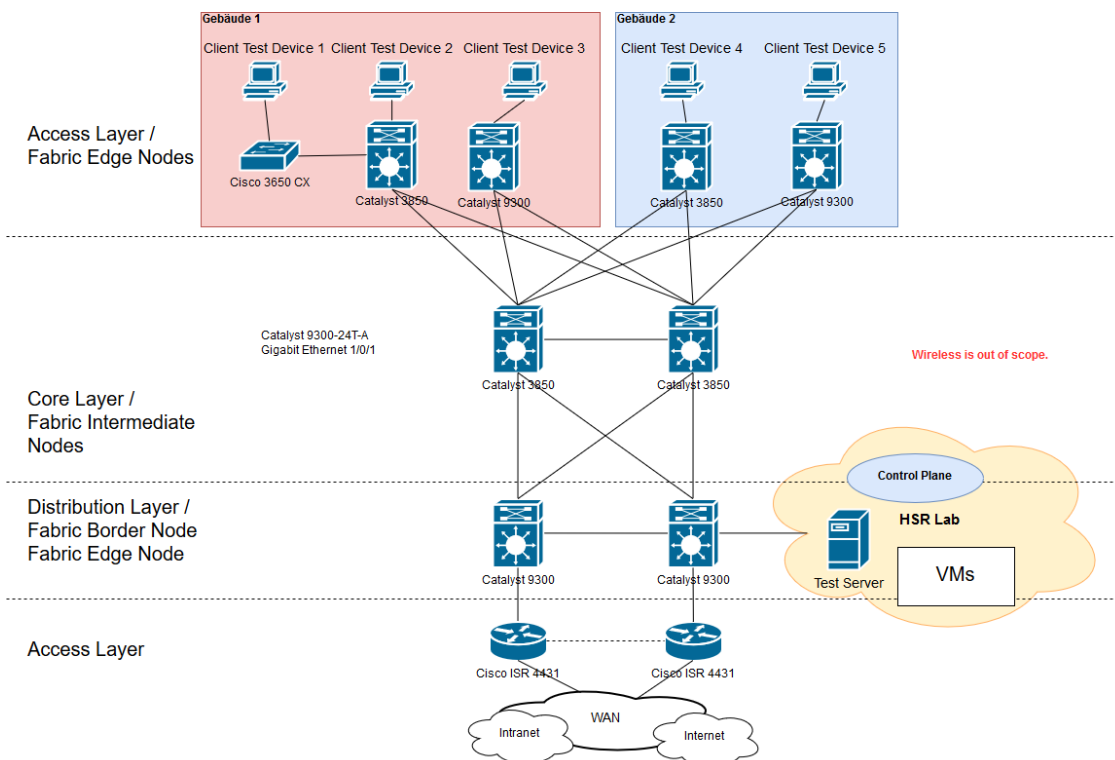 Gebäude 1
Gebäude 2
Client Test Device 1
Client Test Device 2
Client Test Device 3
Client Test Device 4
Client Test Device 5
Access Layer /
Fabric Edge Nodes
Cisco 3650 CX
Catalyst 3850
Catalyst 9300
Catalyst 3850
Catalyst 9300
Catalyst 9300-24T-A
Gigabit Ethernet 1/0/1
Wireless is out of scope.
Catalyst 3850
Catalyst 3850
Core Layer /
Fabric Intermediate
Nodes
Control Plane
Distribution Layer /
Fabric Border Node
Fabric Edge Node
HSR Lab
Catalyst 9300
Catalyst 9300
Test Server
VMs
Access Layer
Cisco ISR 4431
Cisco ISR 4431
WAN
Intranet
Internet